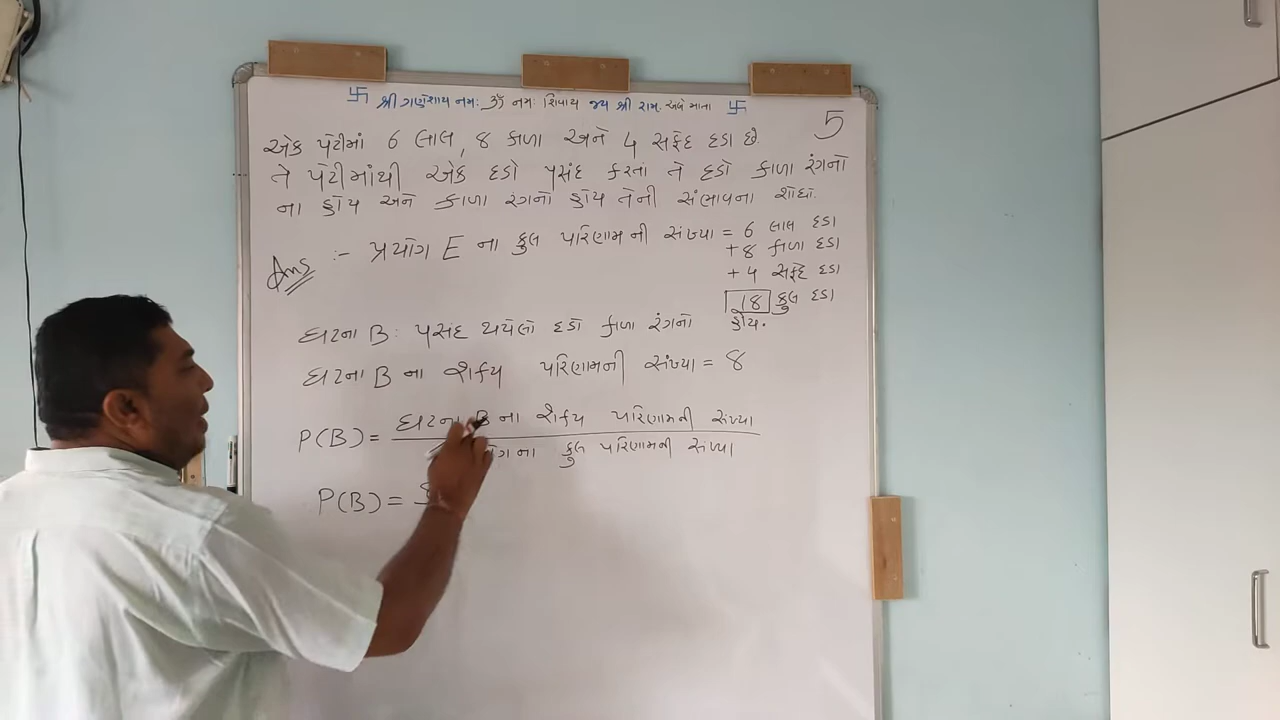 卐 શ્રી ગણેશાય નમ: ૐ નમ: શિવાય જય શ્રી રામ. અંબે માતા 卐
5
એક પેટીમાં 6 લાલ, 8 કાળા અને 4 સફેદ દડા છે.
તે પેટીમાંથી એક દડો પસંદ કરતા તે દડો કાળા રંગનો
ના હોય અને કાળા રંગનો હોય તેની સંભાવના શોધો.
Ans :- પ્રયોગ E ના કુલ પરિણામની સંખ્યા = 6 લાલ દડા
+ 8 કાળા દડા
+ 4 સફેદ દડા
18 કુલ દડા
હોય.
ઘટના B: પસંદ થયેલો દડો કાળા રંગનો
ઘટના B ના શક્ય પરિણામની સંખ્યા = 8
P(B) = ઘટના B ના શક્ય પરિણામની સંખ્યા
ના કુલ પરિણામની સંખ્યા
P(B) =